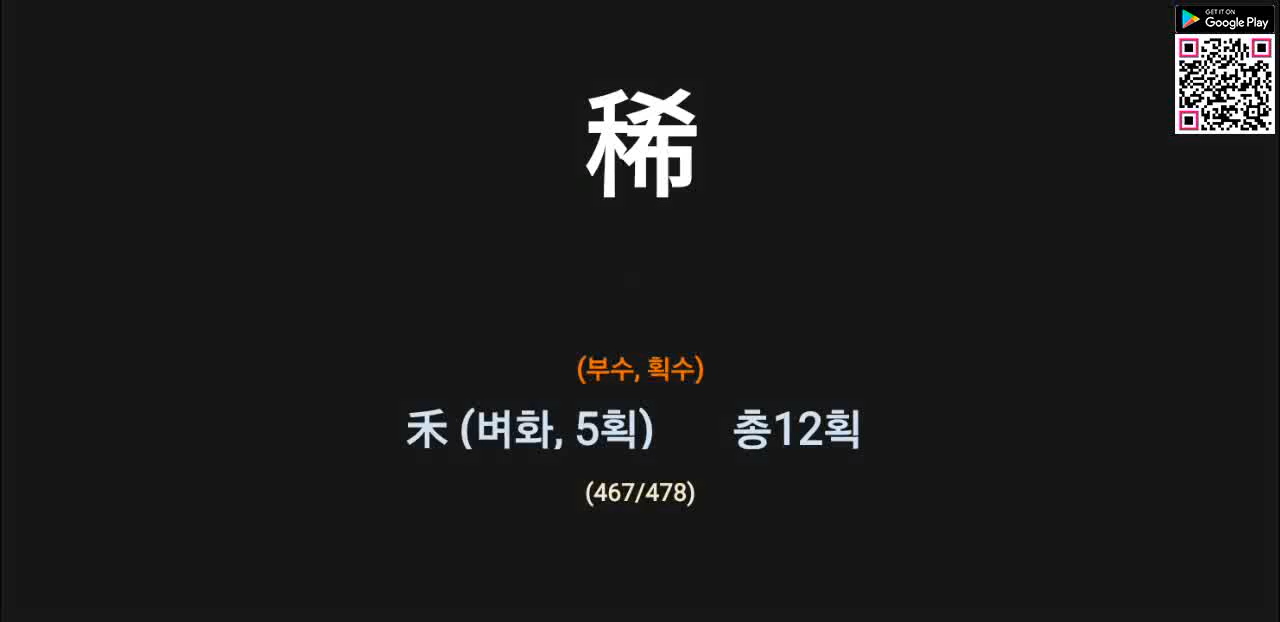 GET IT ON
Google Play
稀
(부수, 획수)
禾 (벼화, 5획) 총12획
(467/478)